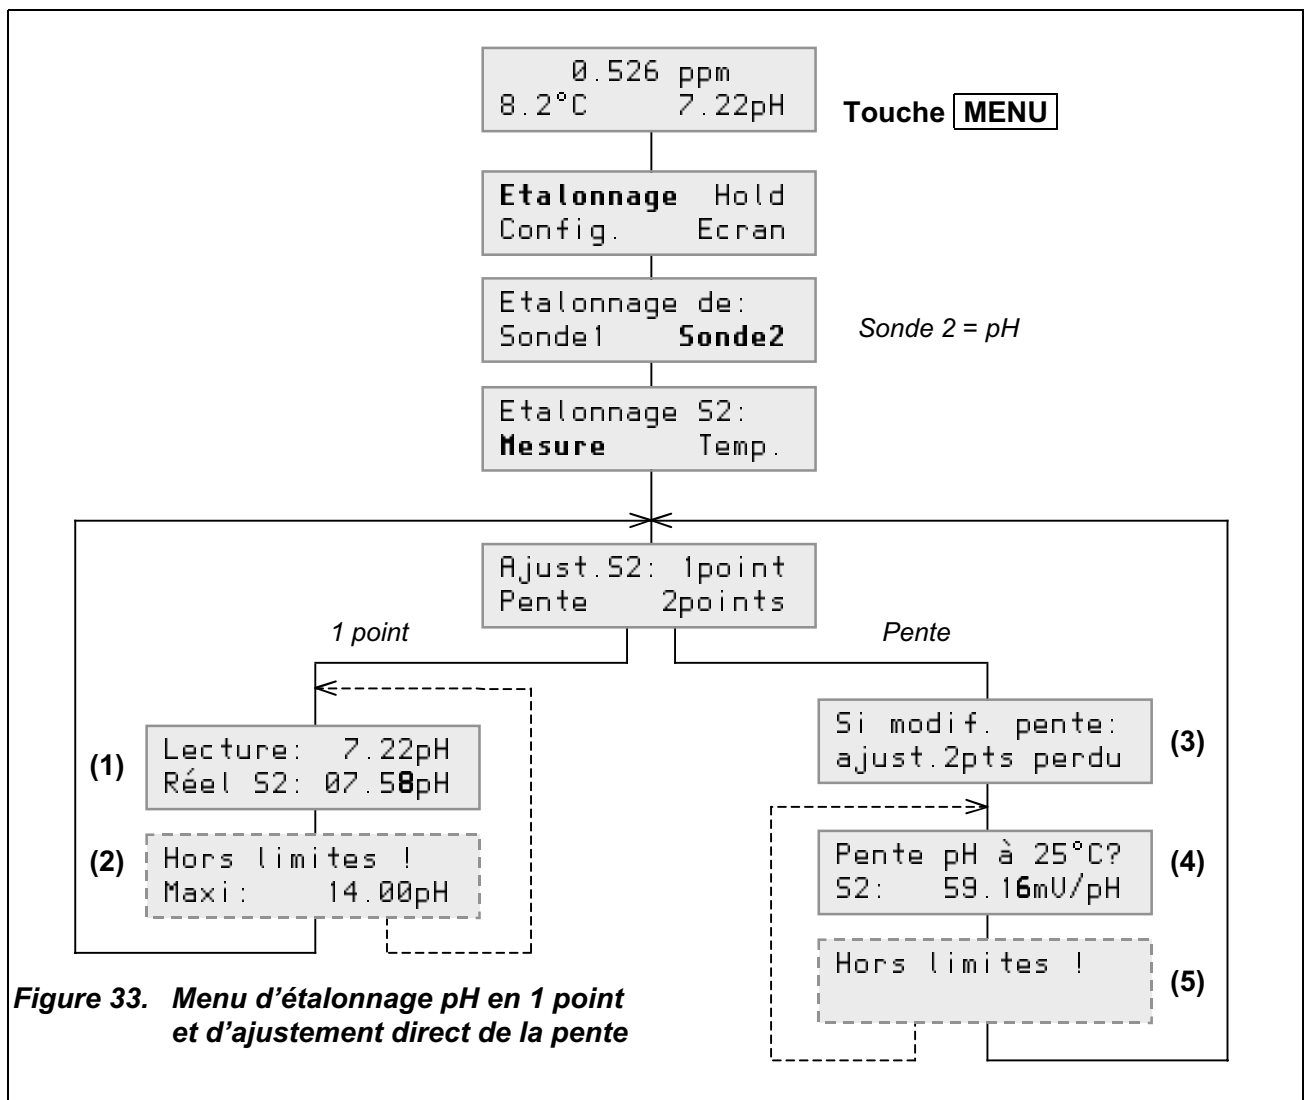 0.526 ppm
8.2°C 7.22pH
Touche MENU
Etalonnage Hold
Config. Ecran
Etalonnage de:
Sonde1 Sonde2
Sonde 2 = pH
Etalonnage S2:
Mesure Temp.
Ajust.S2: 1point
Pente 2points
1 point
Pente
(1)
Lecture: 7.22pH
Réel S2: 07.58pH
(2)
Hors limites !
Maxi: 14.00pH
Si modif. pente:
ajust.2pts perdu
(3)
Pente pH à 25°C?
S2: 59.16mV/pH
(4)
Hors limites !
(5)
Figure 33. Menu d’étalonnage pH en 1 point
et d’ajustement direct de la pente